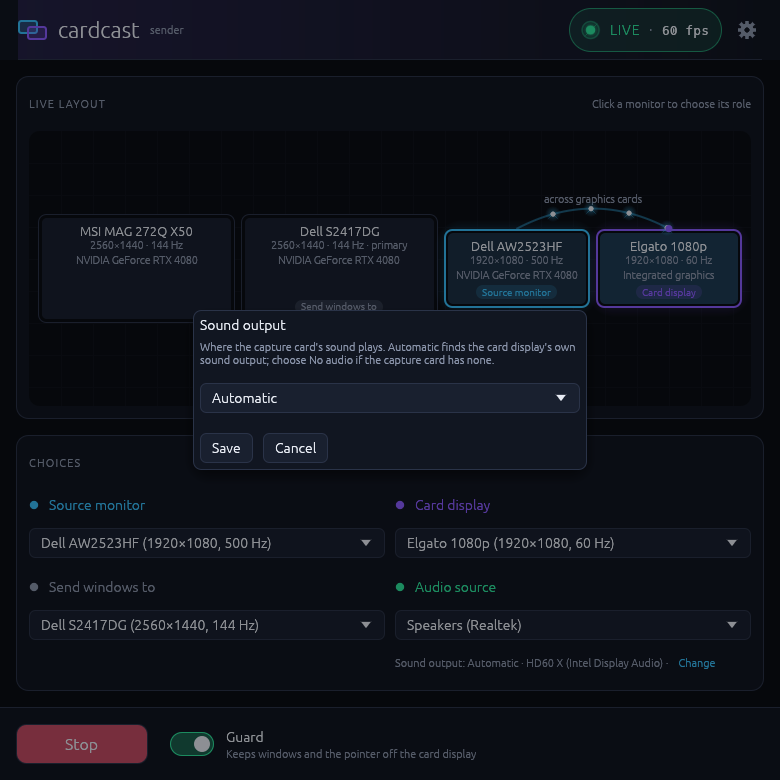 cardcast sender
LIVE · 60 fps
LIVE LAYOUT
Click a monitor to choose its role
across graphics cards
MSI MAG 272Q X50
2560×1440 · 144 Hz
NVIDIA GeForce RTX 4080
Dell S2417DG
2560×1440 · 144 Hz · primary
NVIDIA GeForce RTX 4080
Send windows to
Dell AW2523HF
1920×1080 · 500 Hz
NVIDIA GeForce RTX 4080
Source monitor
Elgato 1080p
1920×1080 · 60 Hz
Integrated graphics
Card display
Sound output
Where the capture card's sound plays. Automatic finds the card display's own
sound output; choose No audio if the capture card has none.
Automatic
Save
Cancel
CHOICES
Source monitor
Dell AW2523HF (1920×1080, 500 Hz)
Card display
Elgato 1080p (1920×1080, 60 Hz)
Send windows to
Dell S2417DG (2560×1440, 144 Hz)
Audio source
Speakers (Realtek)
Sound output: Automatic · HD60 X (Intel Display Audio) · Change
Stop
Guard
Keeps windows and the pointer off the card display